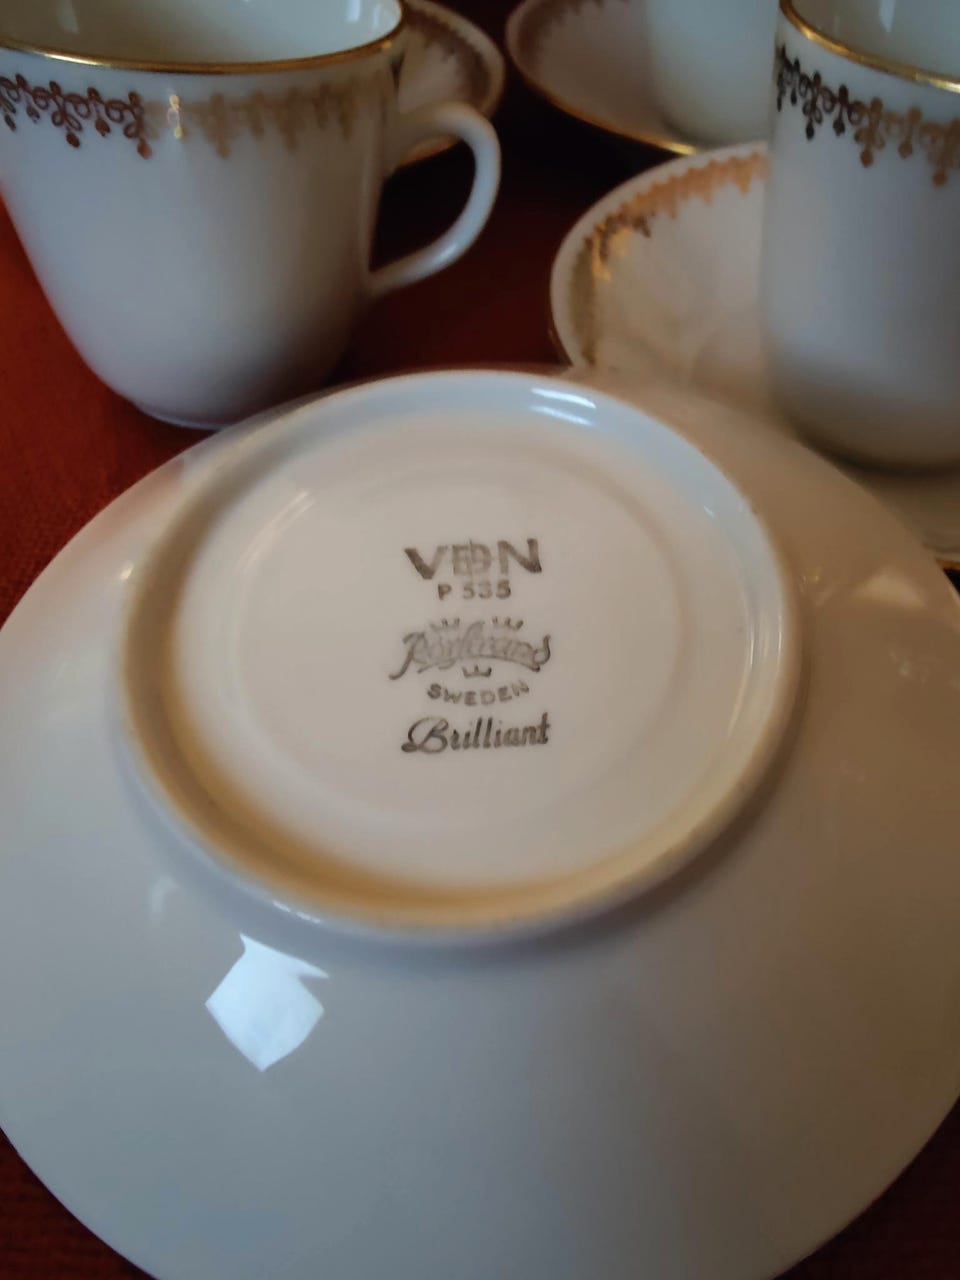 VDN
P 535
Rörstrand
SWEDEN
Brilliant